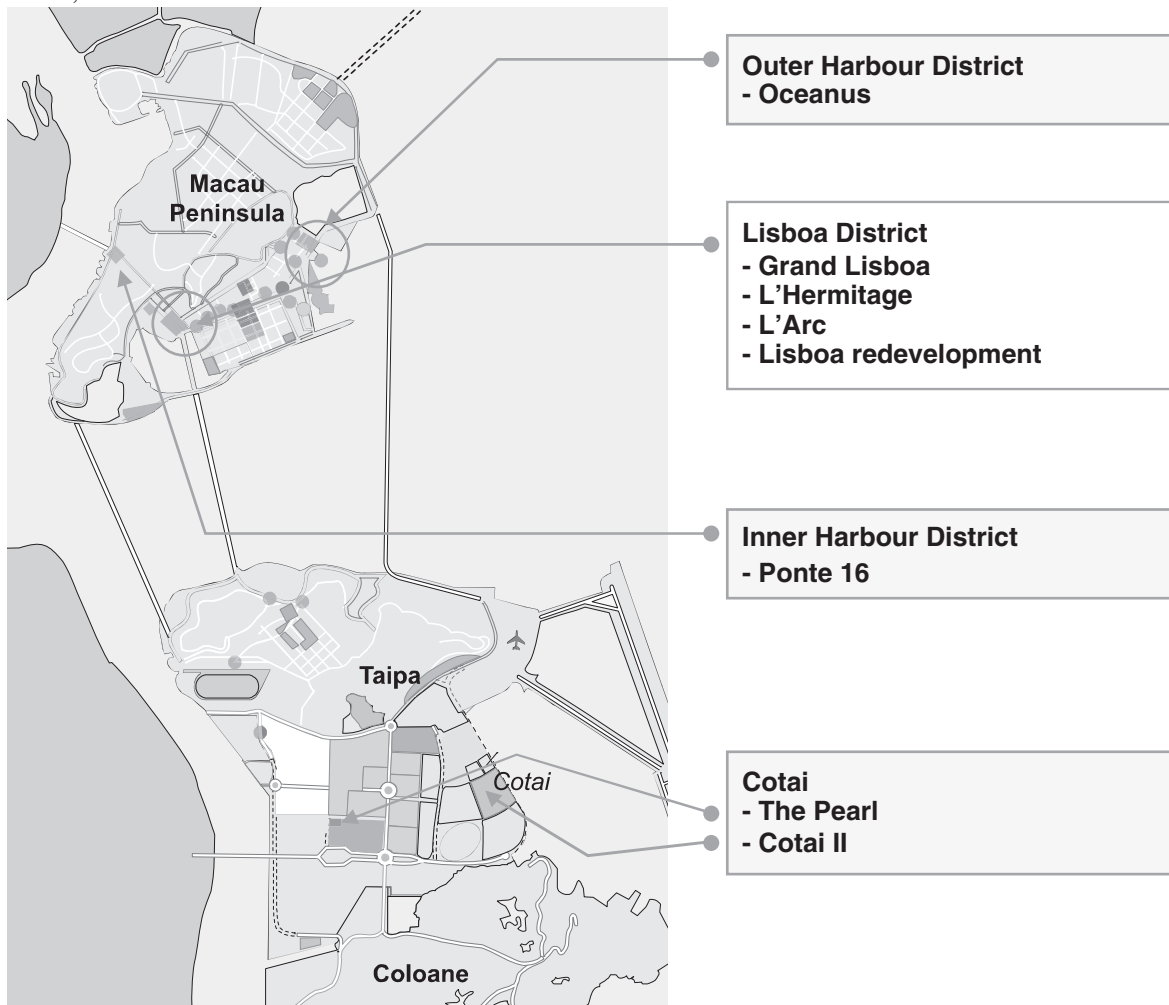 Outer Harbour District
- Oceanus
Macau
Peninsula
Lisboa District
- Grand Lisboa
- L'Hermitage
- L'Arc
- Lisboa redevelopment
Inner Harbour District
- Ponte 16
Taipa
Cotai
Cotai
- The Pearl
- Cotai II
Coloane